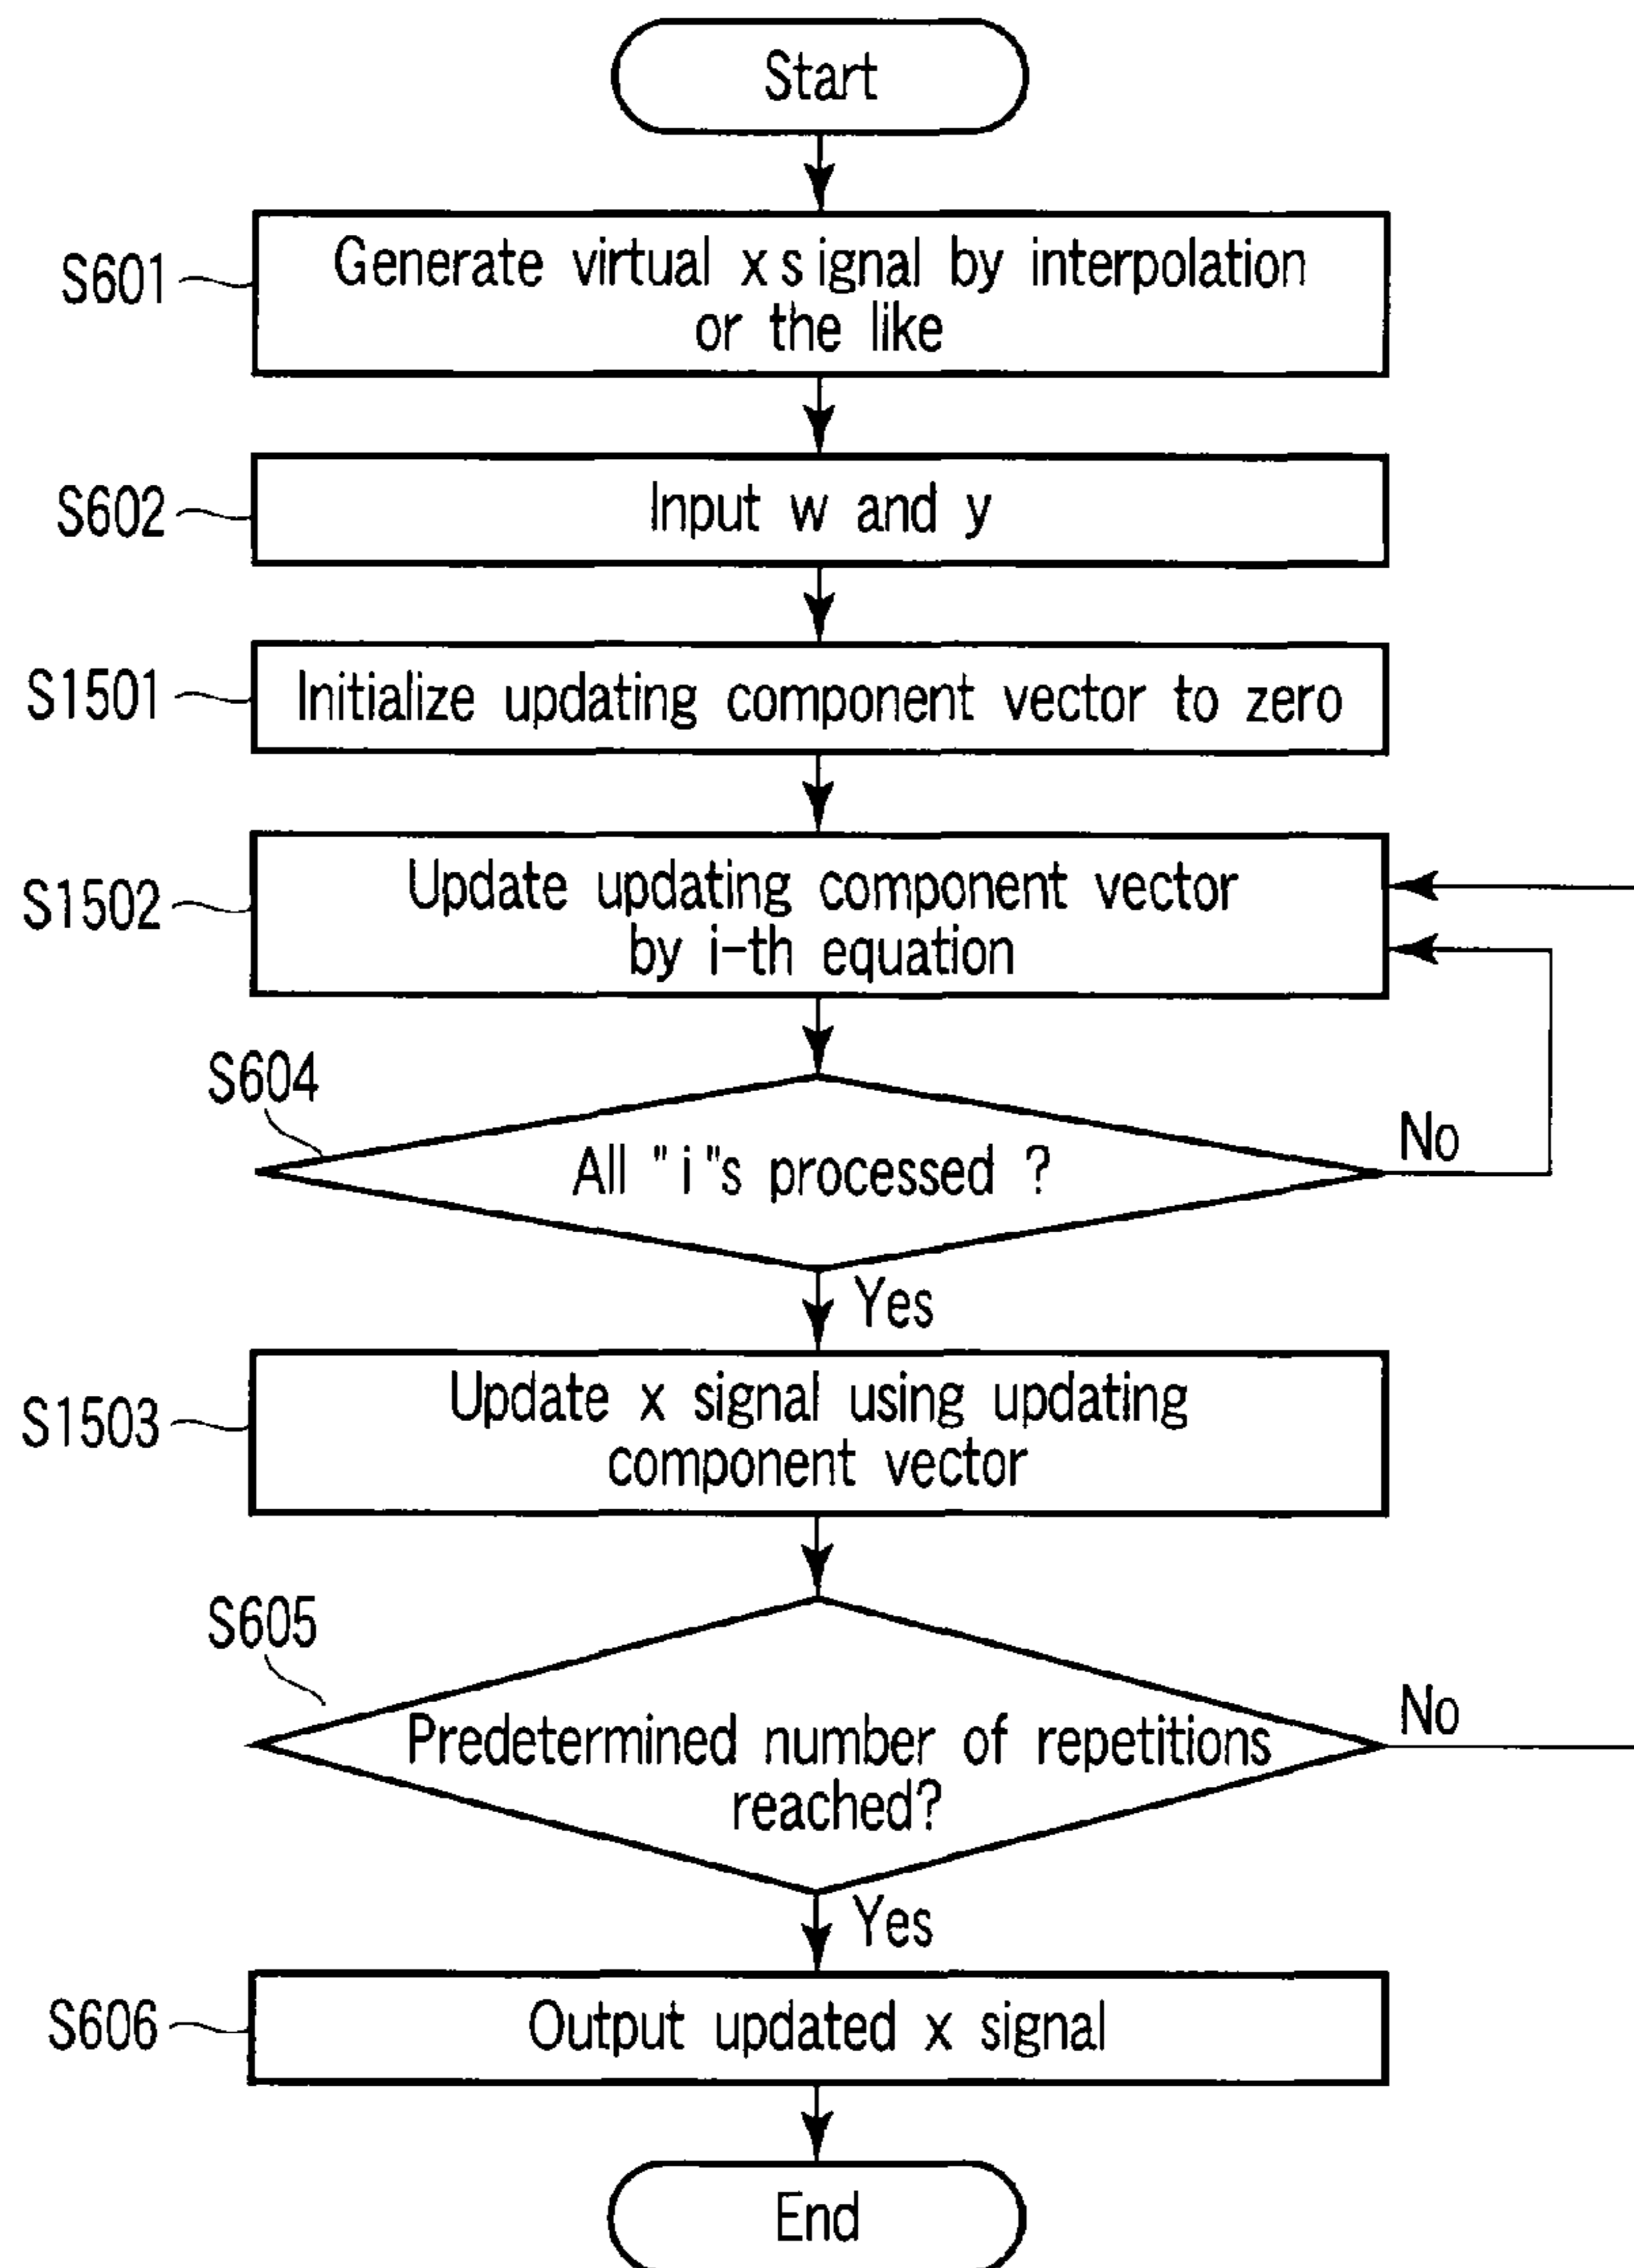 Start
S601
Generate virtual x signal by interpolation
or the like
S602
Input w and y
S1501
Initialize updating component vector to zero
S1502
Update updating component vector
by i-th equation
S604
All "i"s processed ?
No
Yes
S1503
Update x signal using updating
component vector
S605
Predetermined number of repetitions
reached?
No
Yes
S606
Output updated x signal
End